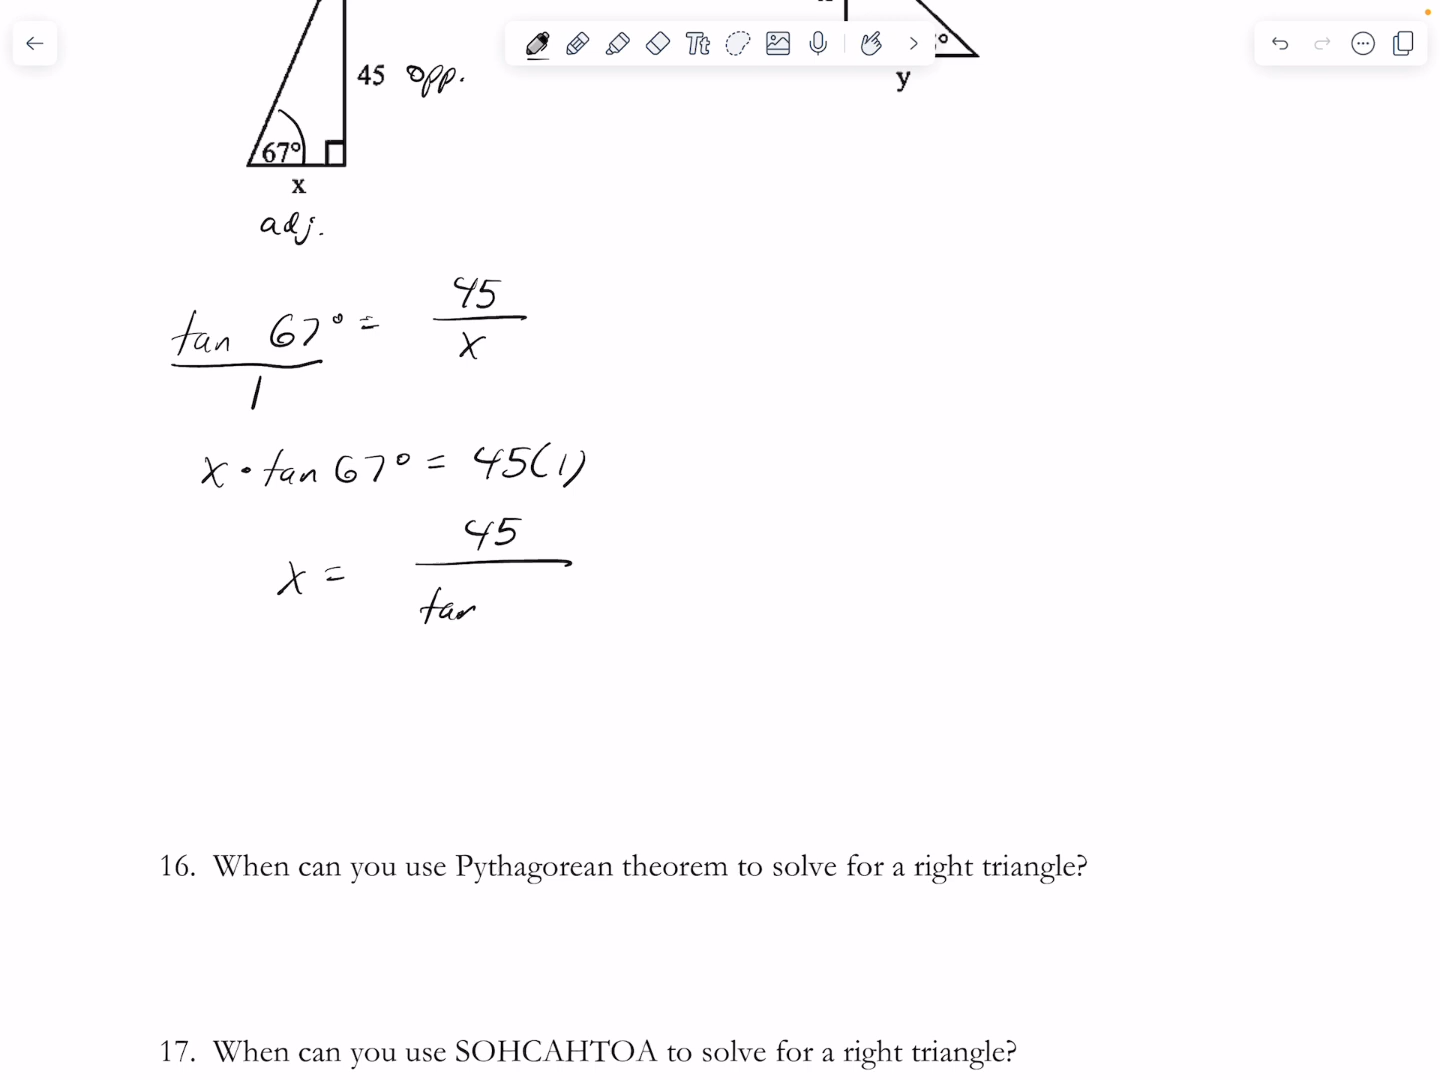 Tt
45 opp.
y
67°
x
adj.
tan 67° = 45
x
1
x • tan 67° = 45(1)
x = 45
tan
16. When can you use Pythagorean theorem to solve for a right triangle?
17. When can you use SOHCAHTOA to solve for a right triangle?